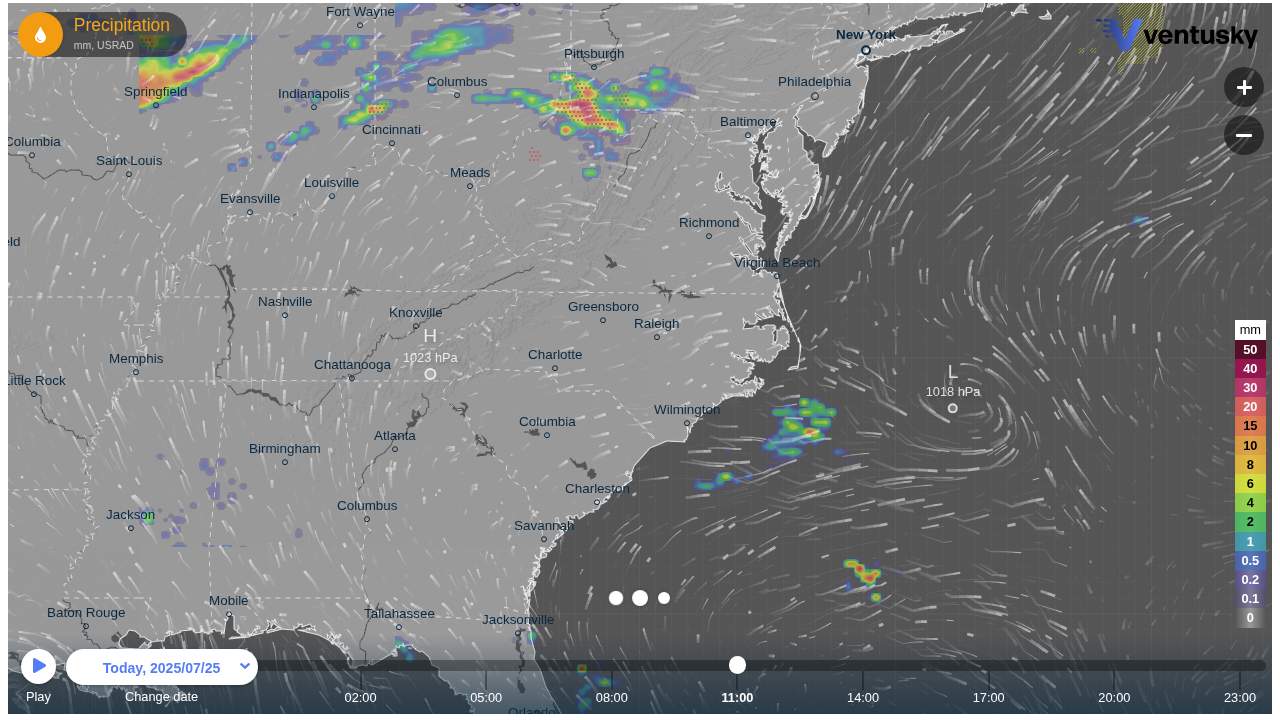 Precipitation
mm, USRAD
Fort Wayne
New York
ventusky
Pittsburgh
Springfield
Indianapolis
Columbus
Philadelphia
Columbia
Cincinnati
Baltimore
Saint Louis
Meads
Louisville
Evansville
Richmond
eld
Virginia Beach
Nashville
Knoxville
Greensboro
Raleigh
H
1023 hPa
Memphis
Chattanooga
Charlotte
Little Rock
L
1018 hPa
Wilmington
Columbia
Atlanta
Birmingham
Charleston
Columbus
Jackson
Savannah
Mobile
Baton Rouge
Tallahassee
Jacksonville
Orlando
mm
50
40
30
20
15
10
8
6
4
2
1
0.5
0.2
0.1
0
Today, 2025/07/25
Play
Change date
02:00
05:00
08:00
11:00
14:00
17:00
20:00
23:00